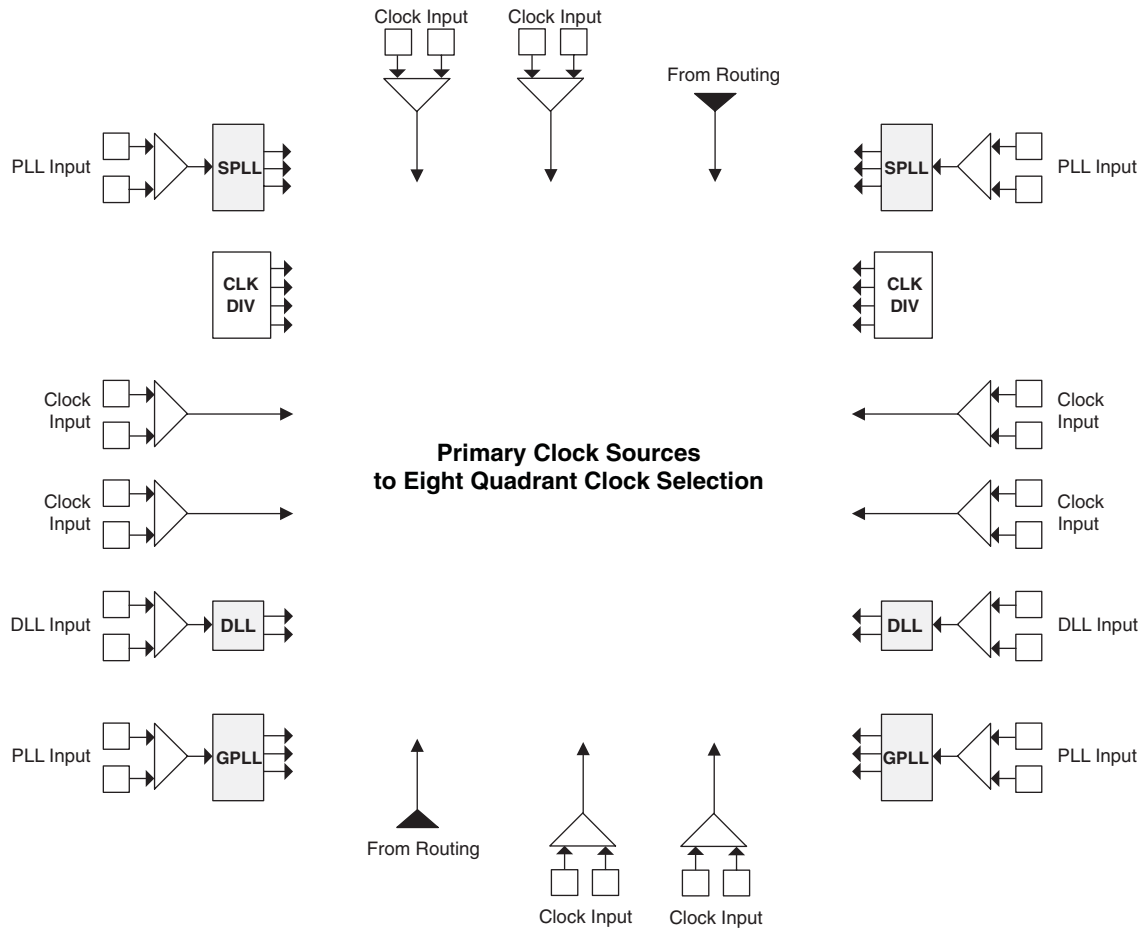 Clock Input
Clock Input
From Routing
PLL Input
SPLL
SPLL
PLL Input
CLK
DIV
CLK
DIV
Clock
Input
Clock
Input
Primary Clock Sources
to Eight Quadrant Clock Selection
Clock
Input
Clock
Input
DLL Input
DLL
DLL
DLL Input
PLL Input
GPLL
GPLL
PLL Input
From Routing
Clock Input
Clock Input